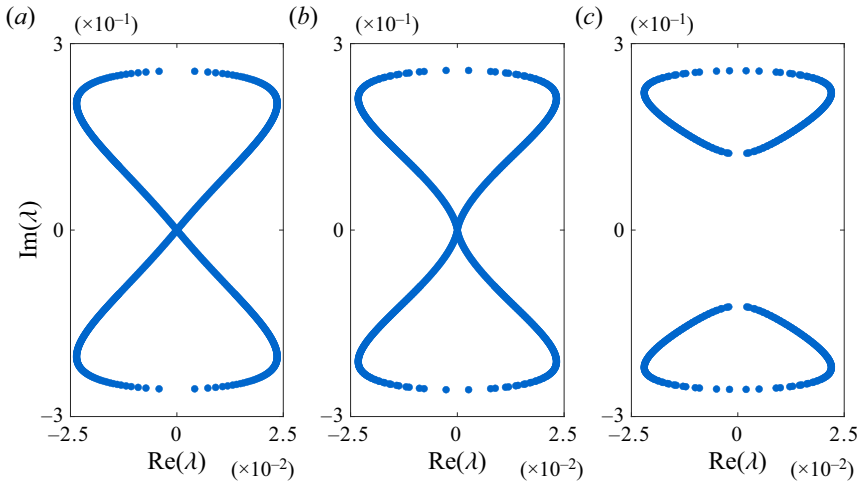 (a) (×10⁻¹) (b) (×10⁻¹) (c) (×10⁻¹)
3 3 3
Im(λ) 0 0 0
−3 −3 −3
−2.5 0 2.5 −2.5 0 2.5 −2.5 0 2.5
Re(λ) (×10⁻²) Re(λ) (×10⁻²) Re(λ) (×10⁻²)